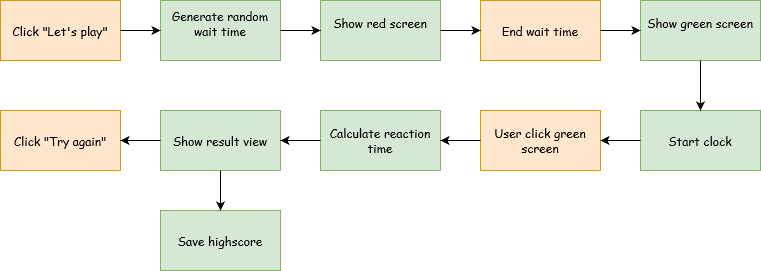 Click "Let's play"
Generate random
wait time
Show red screen
End wait time
Show green screen
Click "Try again"
Show result view
Calculate reaction
time
User click green
screen
Start clock
Save highscore